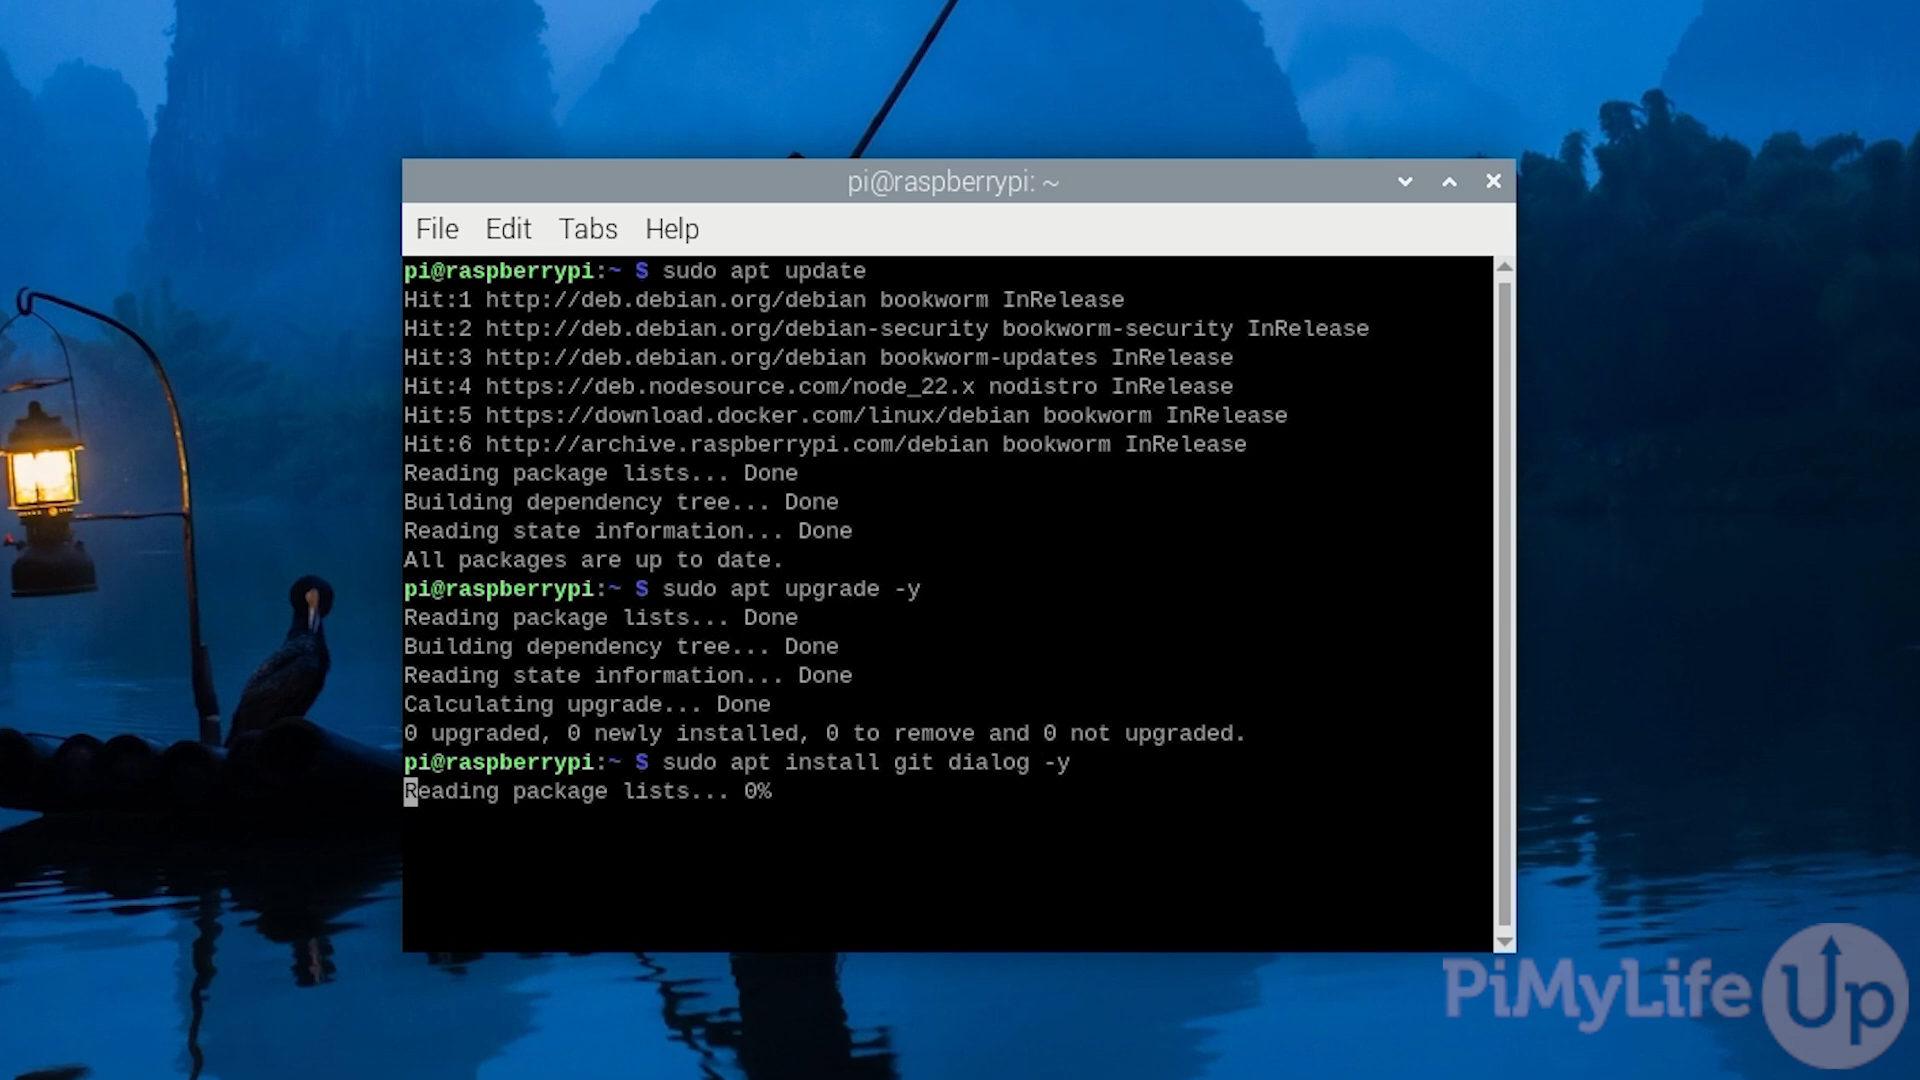 pi@raspberrypi: ~
File Edit Tabs Help
pi@raspberrypi:~ $ sudo apt update
Hit:1 http://deb.debian.org/debian bookworm InRelease
Hit:2 http://deb.debian.org/debian-security bookworm-security InRelease
Hit:3 http://deb.debian.org/debian bookworm-updates InRelease
Hit:4 https://deb.nodesource.com/node_22.x nodistro InRelease
Hit:5 https://download.docker.com/linux/debian bookworm InRelease
Hit:6 http://archive.raspberrypi.com/debian bookworm InRelease
Reading package lists... Done
Building dependency tree... Done
Reading state information... Done
All packages are up to date.
pi@raspberrypi:~ $ sudo apt upgrade -y
Reading package lists... Done
Building dependency tree... Done
Reading state information... Done
Calculating upgrade... Done
0 upgraded, 0 newly installed, 0 to remove and 0 not upgraded.
pi@raspberrypi:~ $ sudo apt install git dialog -y
Reading package lists... 0%
PiMyLifeUp